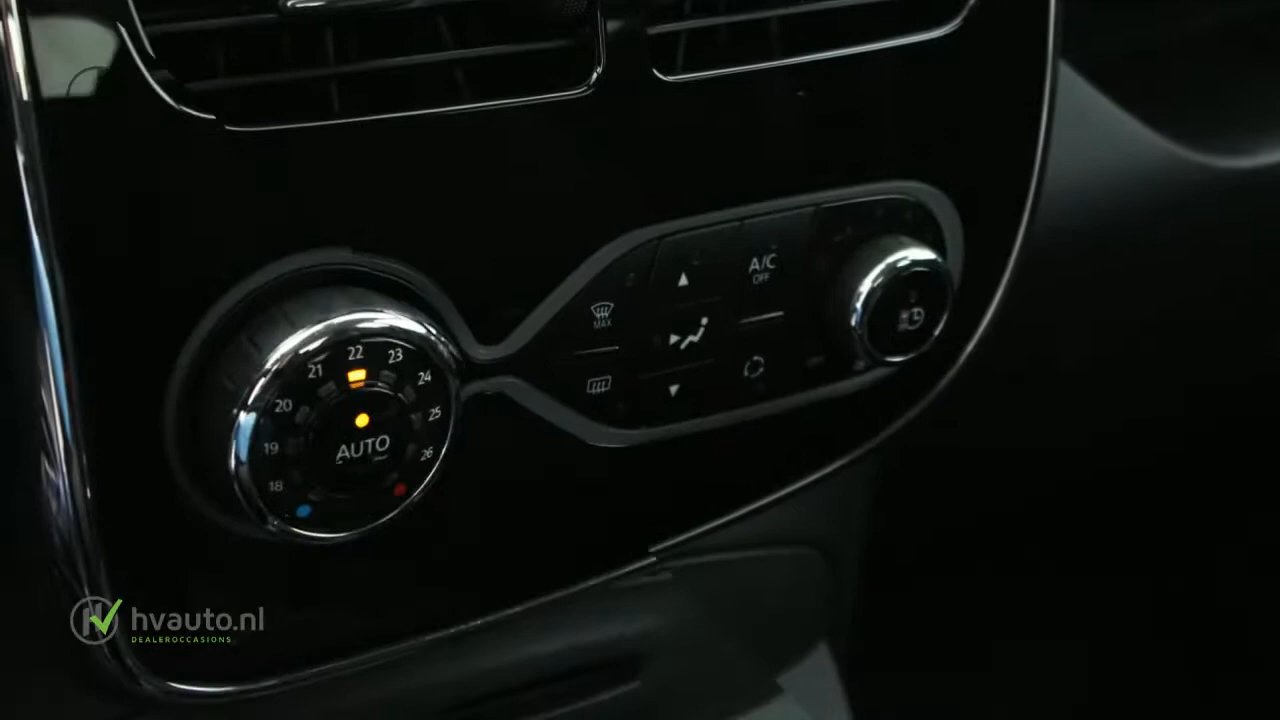 22
21
23
20
24
19
25
AUTO
18
26
MAX
A/C
OFF
hvauto.nl
DEALEROCCASIONS